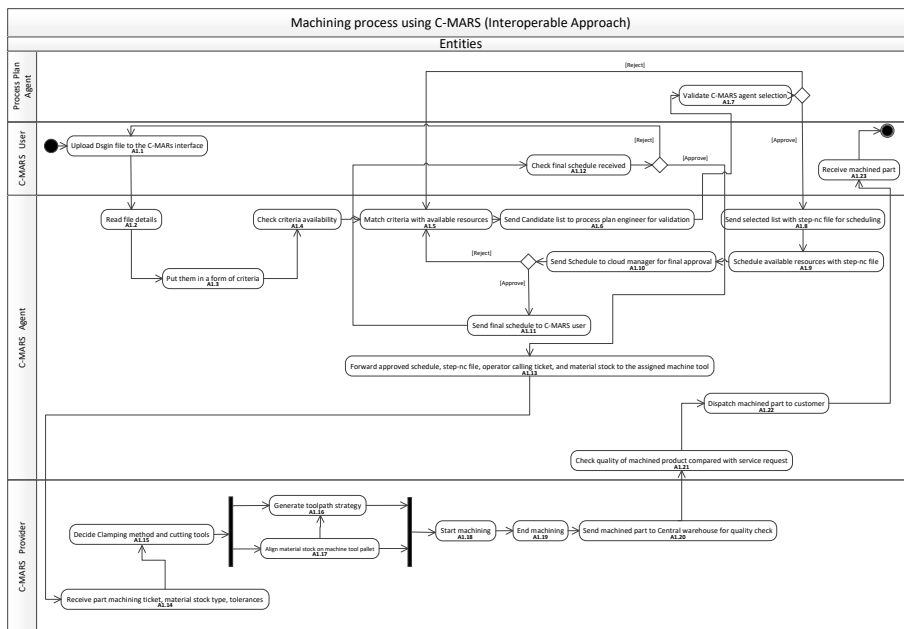 Machining process using C-MARS (Interoperable Approach)
Entities
Process Plan
Agent
[Reject]
Validate C-MARS agent selection
A1.7
C-MARS User
Upload Dsgin file to the C-MARs interface
A1.1
[Reject]
Check final schedule received
A1.12
[Approve]
[Approve]
Receive machined part
A1.23
C-MARS Agent
Read file details
A1.2
Check criteria availability
A1.4
Match criteria with available resources
A1.5
Send Candidate list to process plan engineer for validation
A1.6
Send selected list with step-nc file for scheduling
A1.8
Put them in a form of criteria
A1.3
[Reject]
Send Schedule to cloud manager for final approval
A1.10
Schedule available resources with step-nc file
A1.9
[Approve]
Send final schedule to C-MARS user
A1.11
Forward approved schedule, step-nc file, operator calling ticket, and material stock to the assigned machine tool
A1.13
Dispatch machined part to customer
A1.22
Check quality of machined product compared with service request
A1.21
C-MARS Provider
Decide Clamping method and cutting tools
A1.15
Generate toolpath strategy
A1.16
Align material stock on machine tool pallet
A1.17
Start machining
A1.18
End machining
A1.19
Send machined part to Central warehouse for quality check
A1.20
Receive part machining ticket, material stock type, tolerances
A1.14